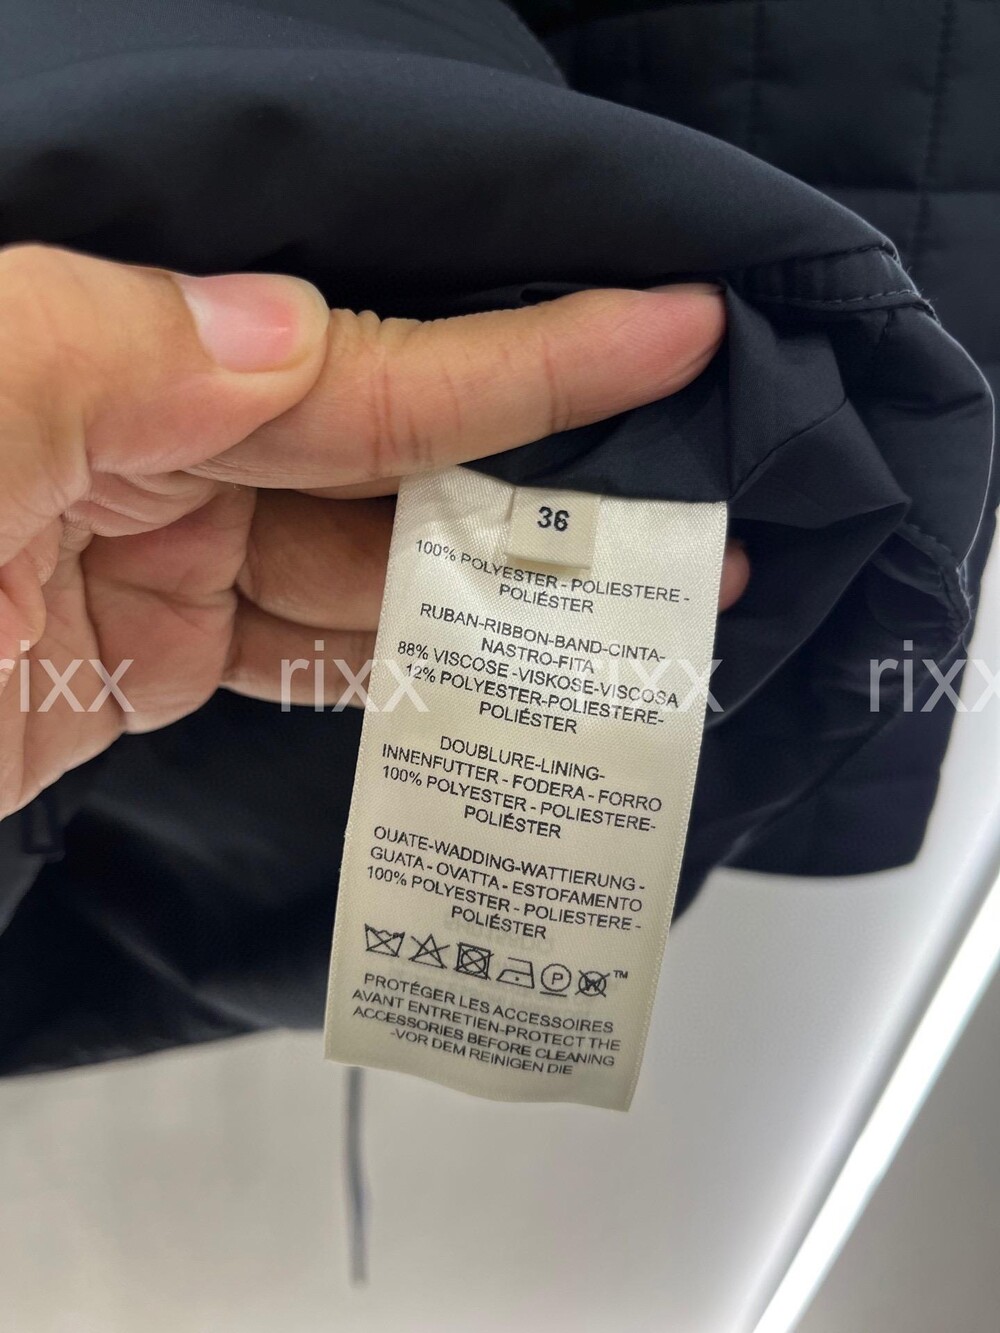 36
100% POLYESTER - POLIESTERE -
POLIÉSTER
RUBAN-RIBBON-BAND-CINTA-
NASTRO-FITA
88% VISCOSE -VISKOSE-VISCOSA
12% POLYESTER-POLIESTERE-
POLIÉSTER
DOUBLURE-LINING-
INNENFUTTER - FODERA - FORRO
100% POLYESTER - POLIESTERE-
POLIÉSTER
OUATE-WADDING-WATTIERUNG -
GUATA - OVATTA - ESTOFAMENTO
100% POLYESTER - POLIESTERE -
POLIÉSTER
P W ™
PROTÉGER LES ACCESSOIRES
AVANT ENTRETIEN-PROTECT THE
ACCESSORIES BEFORE CLEANING
-VOR DEM REINIGEN DIE
rixx rixx rixx rixx